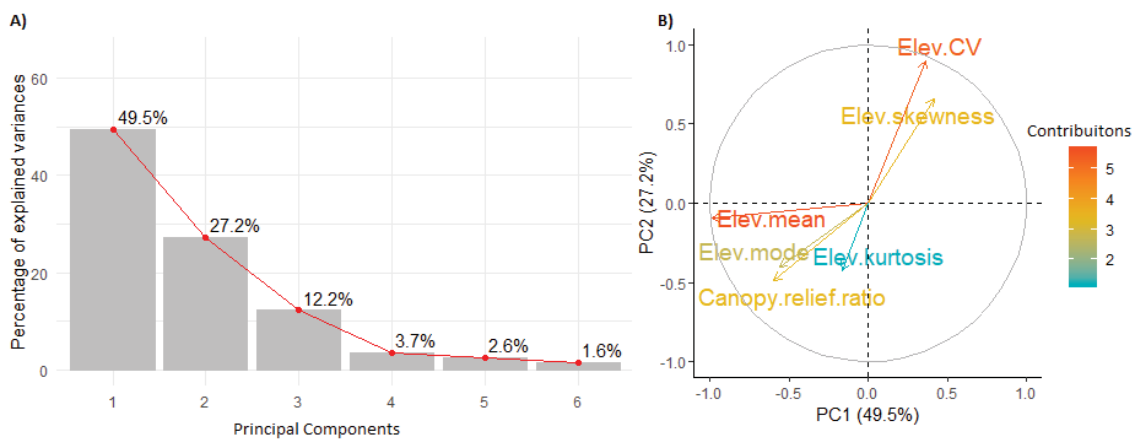 A)
Percentage of explained variances
60
40
20
0
49.5%
27.2%
12.2%
3.7%
2.6%
1.6%
1 2 3 4 5 6
Principal Components
B)
PC2 (27.2%)
1.0
0.5
0.0
-0.5
-1.0
Elev.CV
Elev.skewness
Elev.mean
Elev.mode
Elev.kurtosis
Canopy.relief.ratio
-1.0 -0.5 0.0 0.5 1.0
PC1 (49.5%)
Contribuitons
5
4
3
2